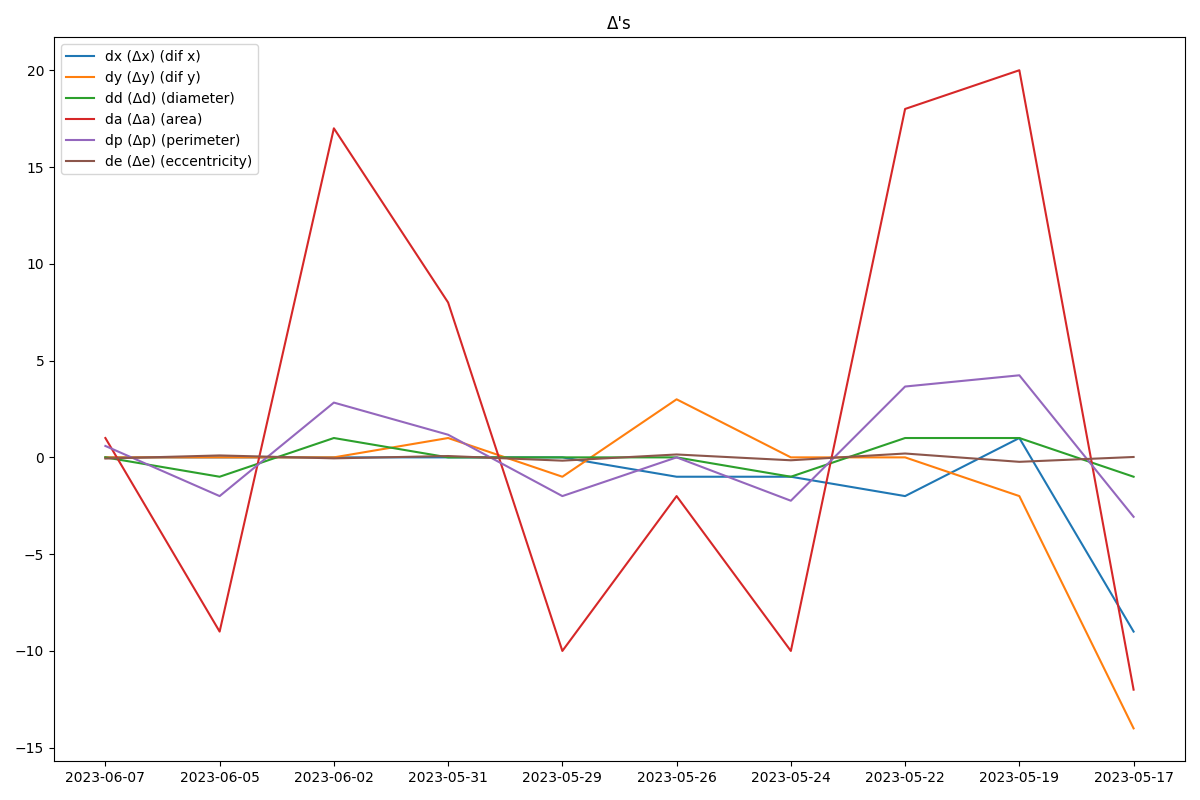 Δ's
dx (Δx) (dif x)
dy (Δy) (dif y)
dd (Δd) (diameter)
da (Δa) (area)
dp (Δp) (perimeter)
de (Δe) (eccentricity)
20
15
10
5
0
−5
−10
−15
2023-06-07 2023-06-05 2023-06-02 2023-05-31 2023-05-29 2023-05-26 2023-05-24 2023-05-22 2023-05-19 2023-05-17